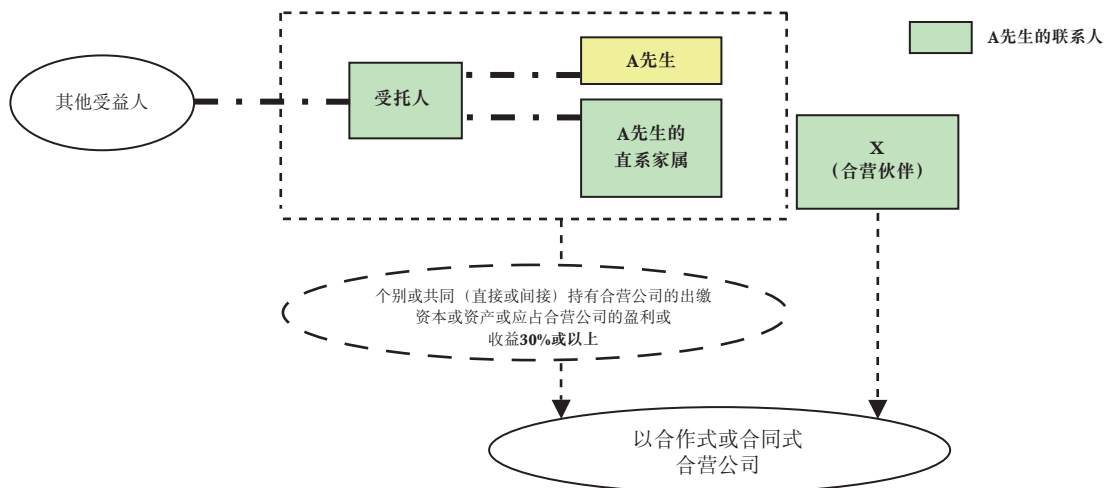 A先生的联系人
A先生
其他受益人
受托人
A先生的
直系家属
X
（合营伙伴）
个别或共同（直接或间接）持有合营公司的出缴
资本或资产或应占合营公司的盈利或
收益30%或以上
以合作式或合同式
合营公司